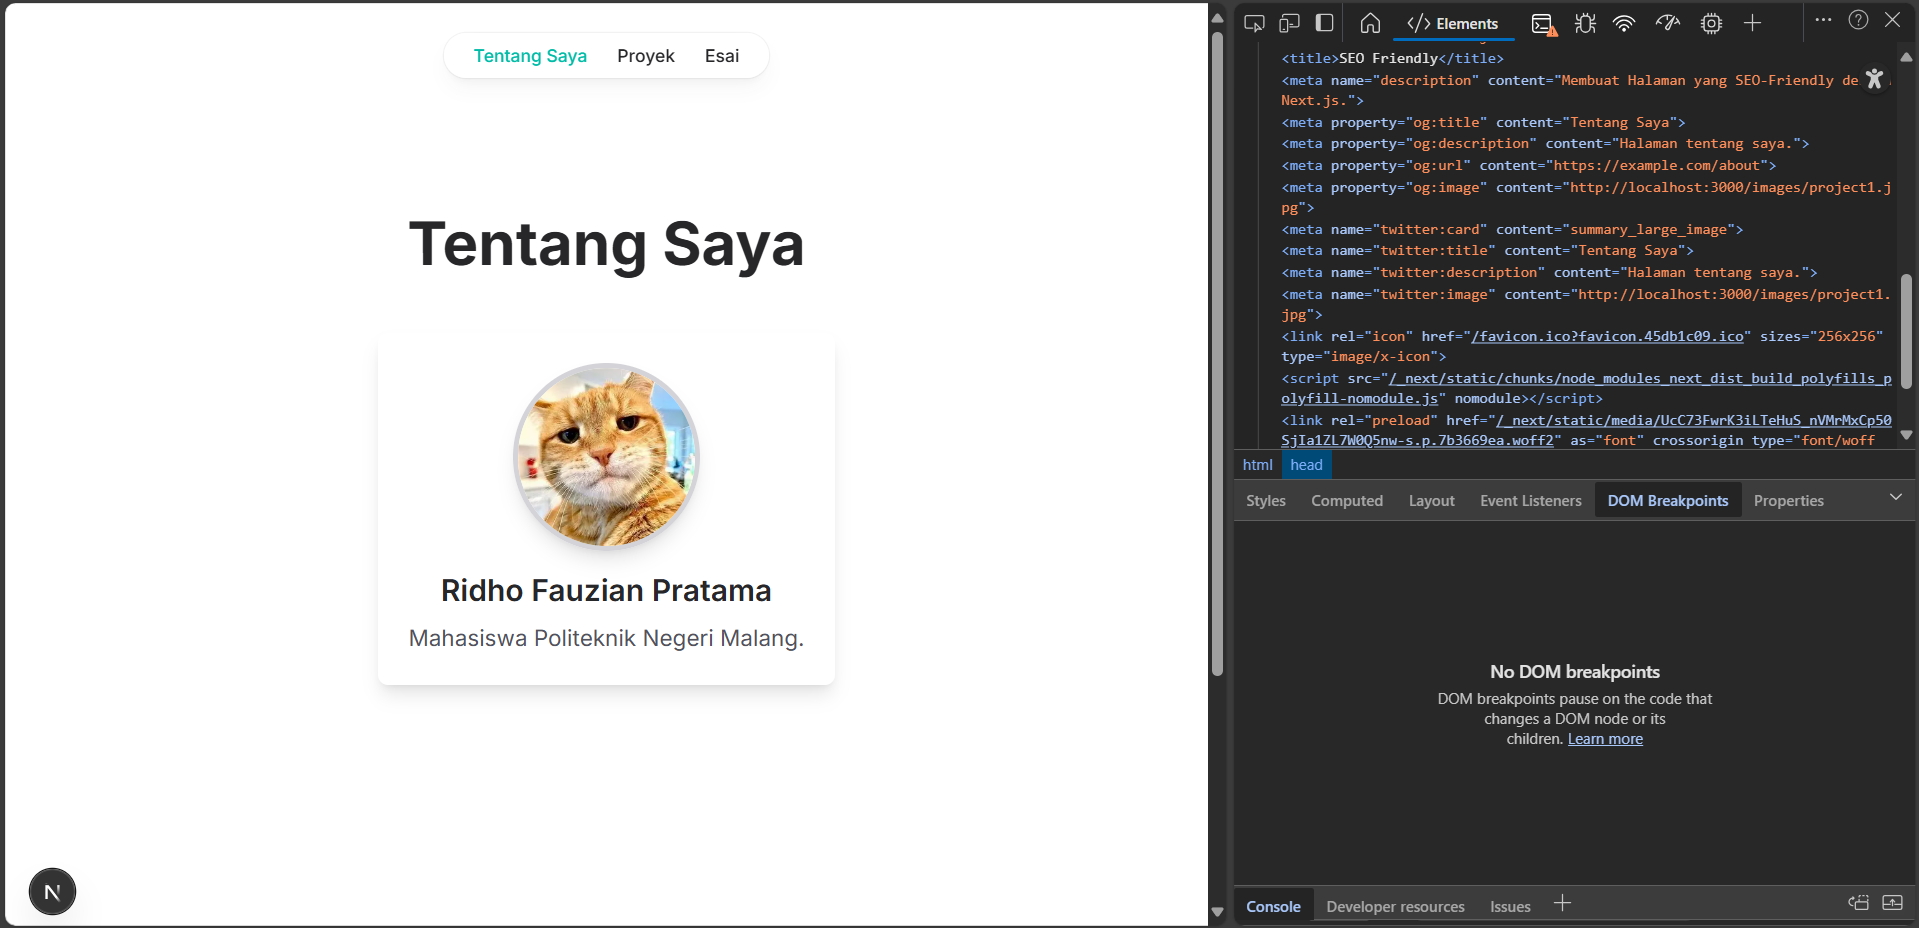 Tentang Saya Proyek Esai
Tentang Saya
Ridho Fauzian Pratama
Mahasiswa Politeknik Negeri Malang.
N
Elements
<title>SEO Friendly</title>
<meta name="description" content="Membuat Halaman yang SEO-Friendly de
Next.js.">
<meta property="og:title" content="Tentang Saya">
<meta property="og:description" content="Halaman tentang saya.">
<meta property="og:url" content="https://example.com/about">
<meta property="og:image" content="http://localhost:3000/images/project1.j
pg">
<meta name="twitter:card" content="summary_large_image">
<meta name="twitter:title" content="Tentang Saya">
<meta name="twitter:description" content="Halaman tentang saya.">
<meta name="twitter:image" content="http://localhost:3000/images/project1.
jpg">
<link rel="icon" href="/favicon.ico?favicon.45db1c09.ico" sizes="256x256"
type="image/x-icon">
<script src="/_next/static/chunks/node_modules_next_dist_build_polyfills_p
olyfill-nomodule.js" nomodule></script>
<link rel="preload" href="/_next/static/media/UcC73FwrK3iLTeHuS_nVMrMxCp50
SjIa1ZL7W0Q5nw-s.p.7b3669ea.woff2" as="font" crossorigin type="font/woff
html head
Styles Computed Layout Event Listeners DOM Breakpoints Properties
No DOM breakpoints
DOM breakpoints pause on the code that
changes a DOM node or its
children. Learn more
Console Developer resources Issues